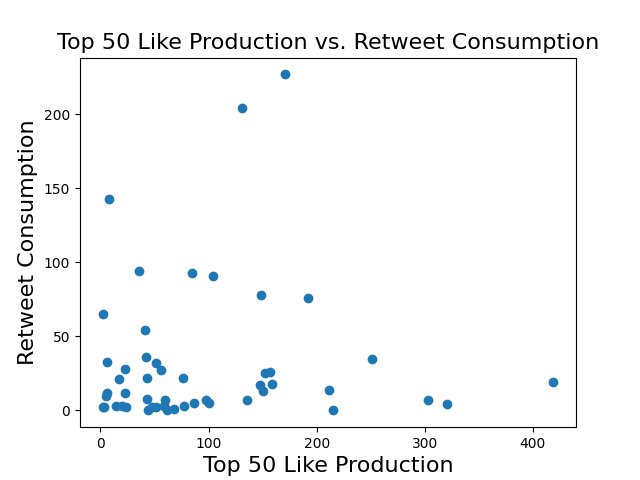 Top 50 Like Production vs. Retweet Consumption
200
150
100
50
0
Retweet Consumption
0 100 200 300 400
Top 50 Like Production